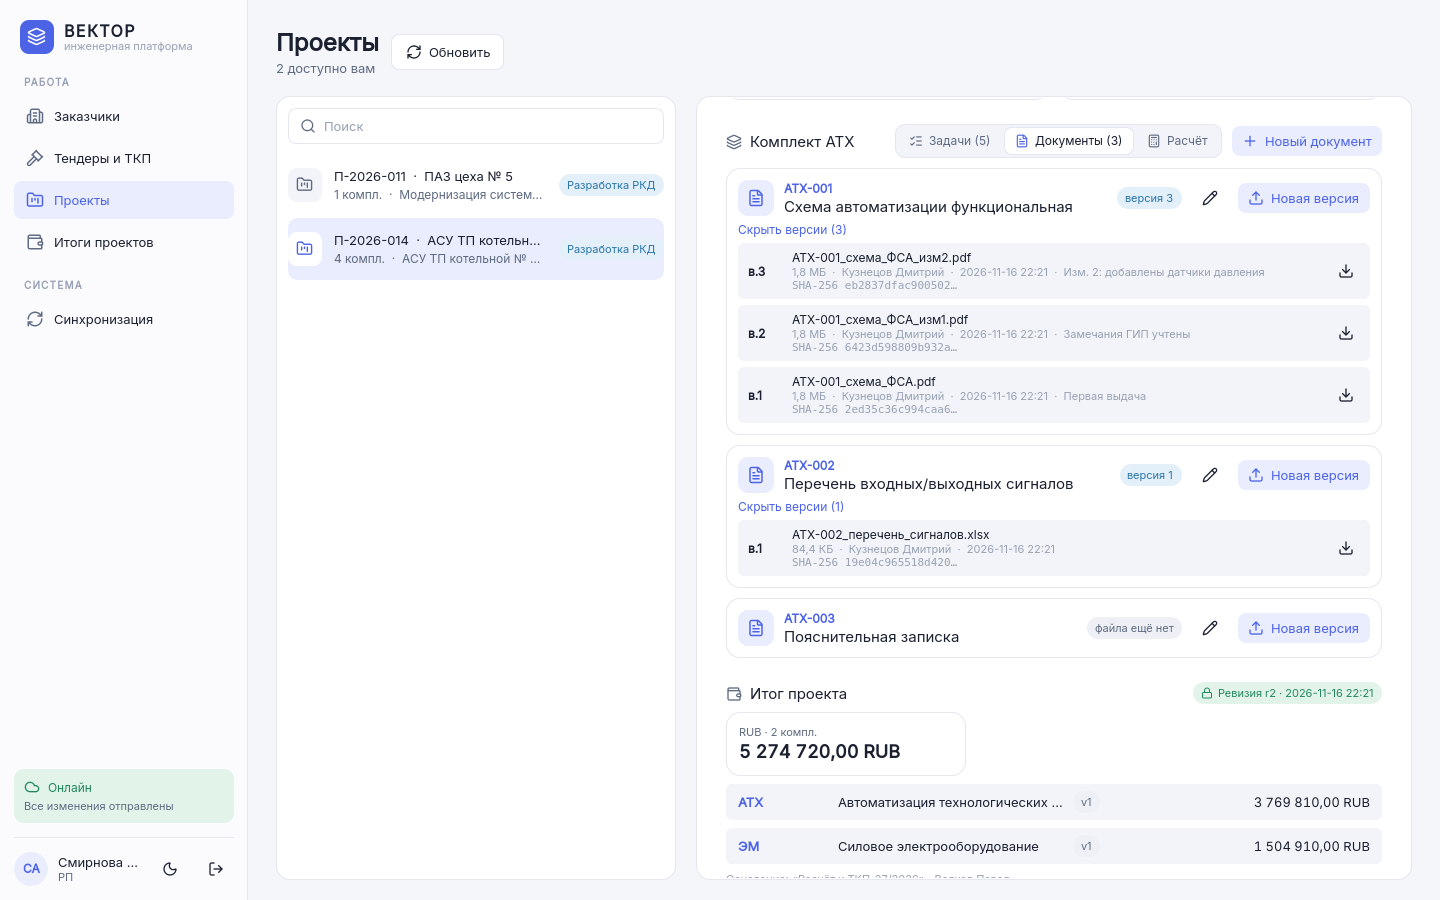 ВЕКТОР
инженерная платформа
РАБОТА
Заказчики
Тендеры и ТКП
Проекты
Итоги проектов
СИСТЕМА
Синхронизация
Онлайн
Все изменения отправлены
СА
Смирнова ...
РП
Проекты
2 доступно вам
Обновить
Поиск
П-2026-011 · ПАЗ цеха № 5
1 компл. · Модернизация систем...
Разработка РКД
П-2026-014 · АСУ ТП котельн...
4 компл. · АСУ ТП котельной № ...
Разработка РКД
Комплект АТХ
Задачи (5)
Документы (3)
Расчёт
Новый документ
АТХ-001
Схема автоматизации функциональная
версия 3
Новая версия
Скрыть версии (3)
в.3
АТХ-001_схема_ФСА_изм2.pdf
1,8 МБ · Кузнецов Дмитрий · 2026-11-16 22:21 · Изм. 2: добавлены датчики давления
SHA-256 eb2837dfac900502…
в.2
АТХ-001_схема_ФСА_изм1.pdf
1,8 МБ · Кузнецов Дмитрий · 2026-11-16 22:21 · Замечания ГИП учтены
SHA-256 6423d598809b932a…
в.1
АТХ-001_схема_ФСА.pdf
1,8 МБ · Кузнецов Дмитрий · 2026-11-16 22:21 · Первая выдача
SHA-256 2ed35c36c994caa6…
АТХ-002
Перечень входных/выходных сигналов
версия 1
Новая версия
Скрыть версии (1)
в.1
АТХ-002_перечень_сигналов.xlsx
84,4 КБ · Кузнецов Дмитрий · 2026-11-16 22:21
SHA-256 19e04c965518d420…
АТХ-003
Пояснительная записка
файла ещё нет
Новая версия
Итог проекта
Ревизия r2 · 2026-11-16 22:21
RUB · 2 компл.
5 274 720,00 RUB
АТХ
Автоматизация технологических ...
v1
3 769 810,00 RUB
ЭМ
Силовое электрооборудование
v1
1 504 910,00 RUB